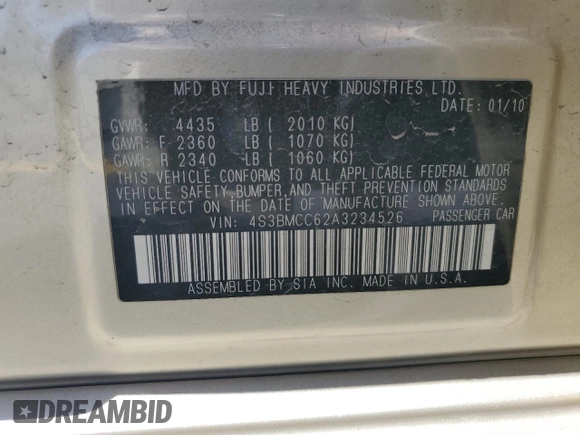 MFD BY FUJI HEAVY INDUSTRIES LTD.
DATE: 01/10
GVWR: 4435 LB ( 2010 KG)
GAWR: F 2360 LB ( 1070 KG)
GAWR: R 2340 LB ( 1060 KG)
THIS VEHICLE CONFORMS TO ALL APPLICABLE FEDERAL MOTOR
VEHICLE SAFETY, BUMPER, AND THEFT PREVENTION STANDARDS
IN EFFECT ON THE DATE OF MANUFACTURE SHOWN ABOVE.
VIN: 4S3BMCC62A3234526 PASSENGER CAR
ASSEMBLED BY SIA INC. MADE IN U.S.A.
DREAMBID